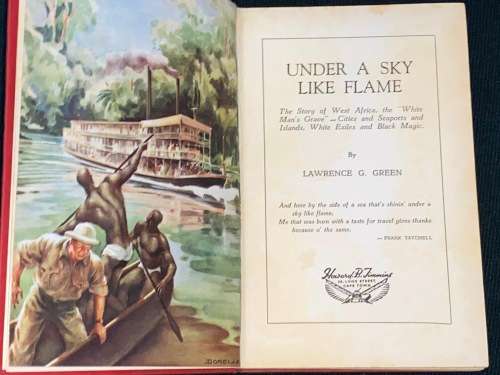 UNDER A SKY
LIKE FLAME
The Story of West Africa, the "White
Man's Grave" — Cities and Seaports and
Islands, White Exiles and Black Magic.
By
LAWRENCE G. GREEN
And here by the side of a sea that's shinin' under a
sky like flame,
Me that was born with a taste for travel gives thanks
because o' the same.
— FRANK TATCHELL
Howard B. Timmins
LONG STREET
CAPE TOWN